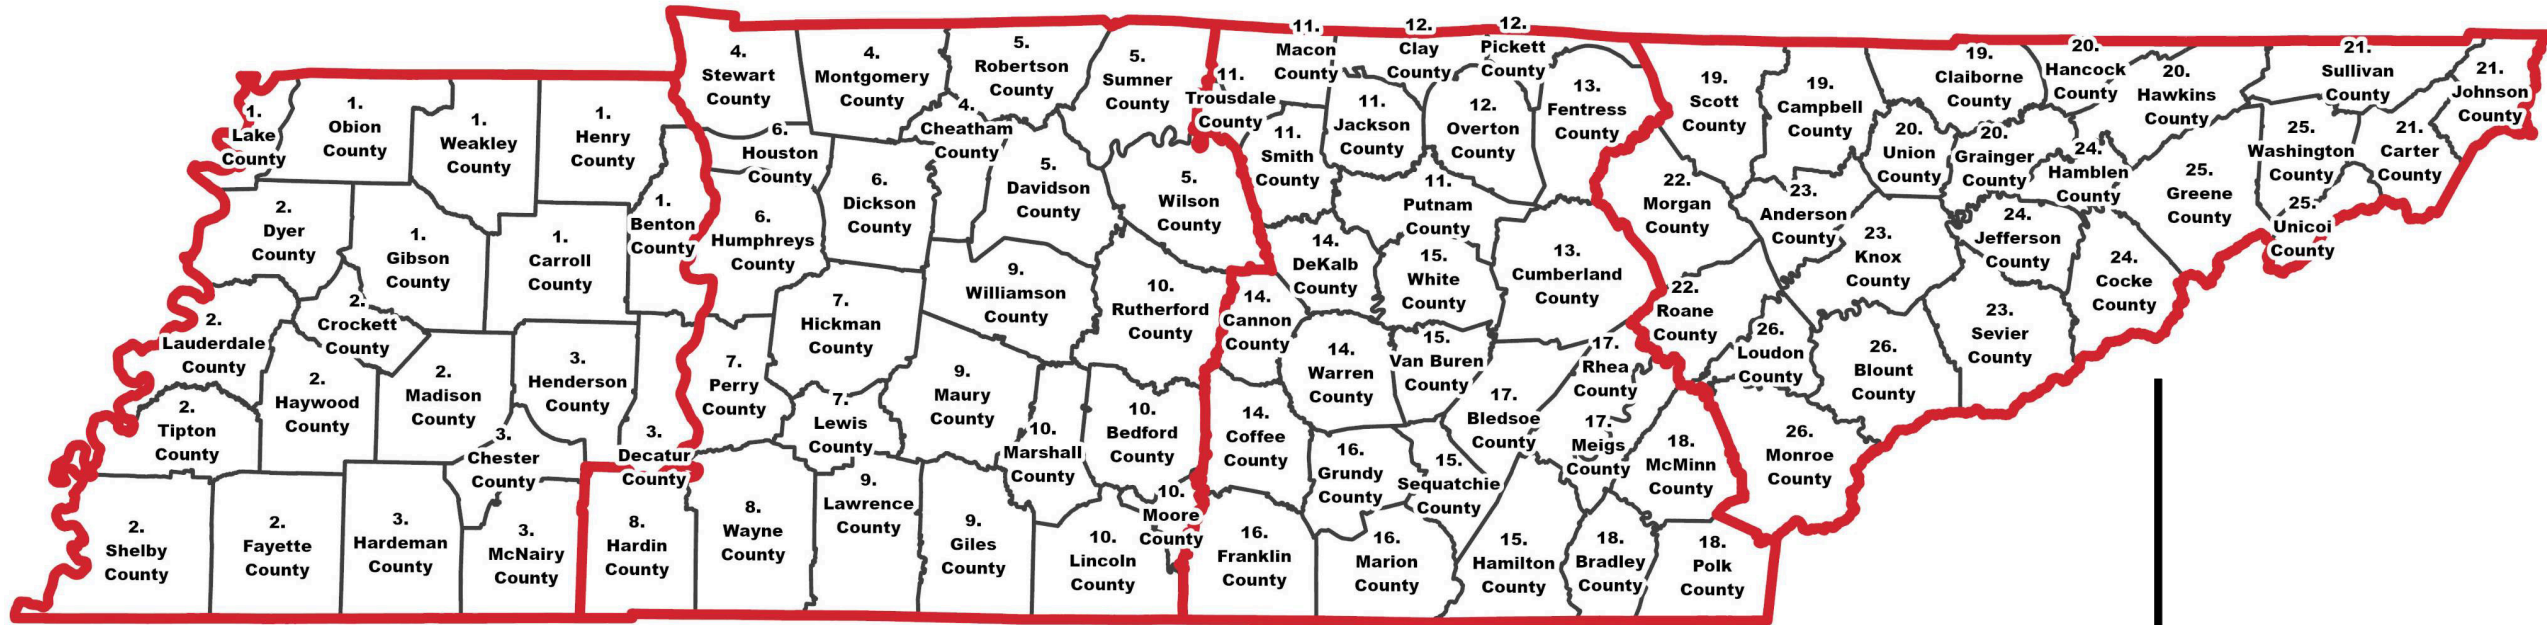 1.
Lake
County
1.
Obion
County
1.
Weakley
County
1.
Henry
County
1.
Benton
County
2.
Dyer
County
1.
Gibson
County
1.
Carroll
County
2.
Lauderdale
County
2.
Crockett
County
2.
Tipton
County
2.
Haywood
County
2.
Madison
County
3.
Henderson
County
3.
Chester
County
3.
Decatur
County
2.
Shelby
County
2.
Fayette
County
3.
Hardeman
County
3.
McNairy
County
8.
Hardin
County
4.
Stewart
County
4.
Montgomery
County
5.
Robertson
County
5.
Sumner
County
4.
Cheatham
County
6.
Houston
County
6.
Dickson
County
5.
Davidson
County
5.
Wilson
County
6.
Humphreys
County
7.
Hickman
County
9.
Williamson
County
10.
Rutherford
County
7.
Perry
County
7.
Lewis
County
9.
Maury
County
10.
Marshall
County
10.
Bedford
County
8.
Wayne
County
9.
Lawrence
County
9.
Giles
County
10.
Lincoln
County
10.
Moore
County
11.
Trousdale
County
11.
Macon
County
12.
Clay
County
12.
Pickett
County
11.
Smith
County
11.
Jackson
County
12.
Overton
County
13.
Fentress
County
11.
Putnam
County
14.
DeKalb
County
15.
White
County
13.
Cumberland
County
14.
Cannon
County
14.
Warren
County
15.
Van Buren
County
17.
Bledsoe
County
17.
Rhea
County
14.
Coffee
County
16.
Grundy
County
15.
Sequatchie
County
17.
Meigs
County
18.
McMinn
County
16.
Franklin
County
16.
Marion
County
15.
Hamilton
County
18.
Bradley
County
18.
Polk
County
19.
Scott
County
19.
Campbell
County
19.
Claiborne
County
20.
Hancock
County
20.
Hawkins
County
21.
Sullivan
County
21.
Johnson
County
20.
Union
County
20.
Grainger
County
24.
Hamblen
County
25.
Washington
County
21.
Carter
County
22.
Morgan
County
23.
Anderson
County
23.
Knox
County
24.
Jefferson
County
25.
Greene
County
25.
Unicoi
County
22.
Roane
County
26.
Loudon
County
26.
Blount
County
23.
Sevier
County
24.
Cocke
County
26.
Monroe
County